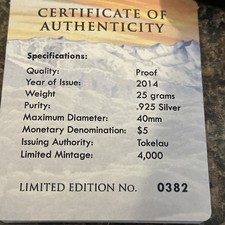 CERTIFICATE OF
AUTHENTICITY
Specifications:
Quality: Proof
Year of Issue: 2014
Weight 25 grams
Purity: .925 Silver
Maximum Diameter: 40mm
Monetary Denomination: $5
Issuing Authority: Tokelau
Limited Mintage: 4,000
LIMITED EDITION NO. 0382